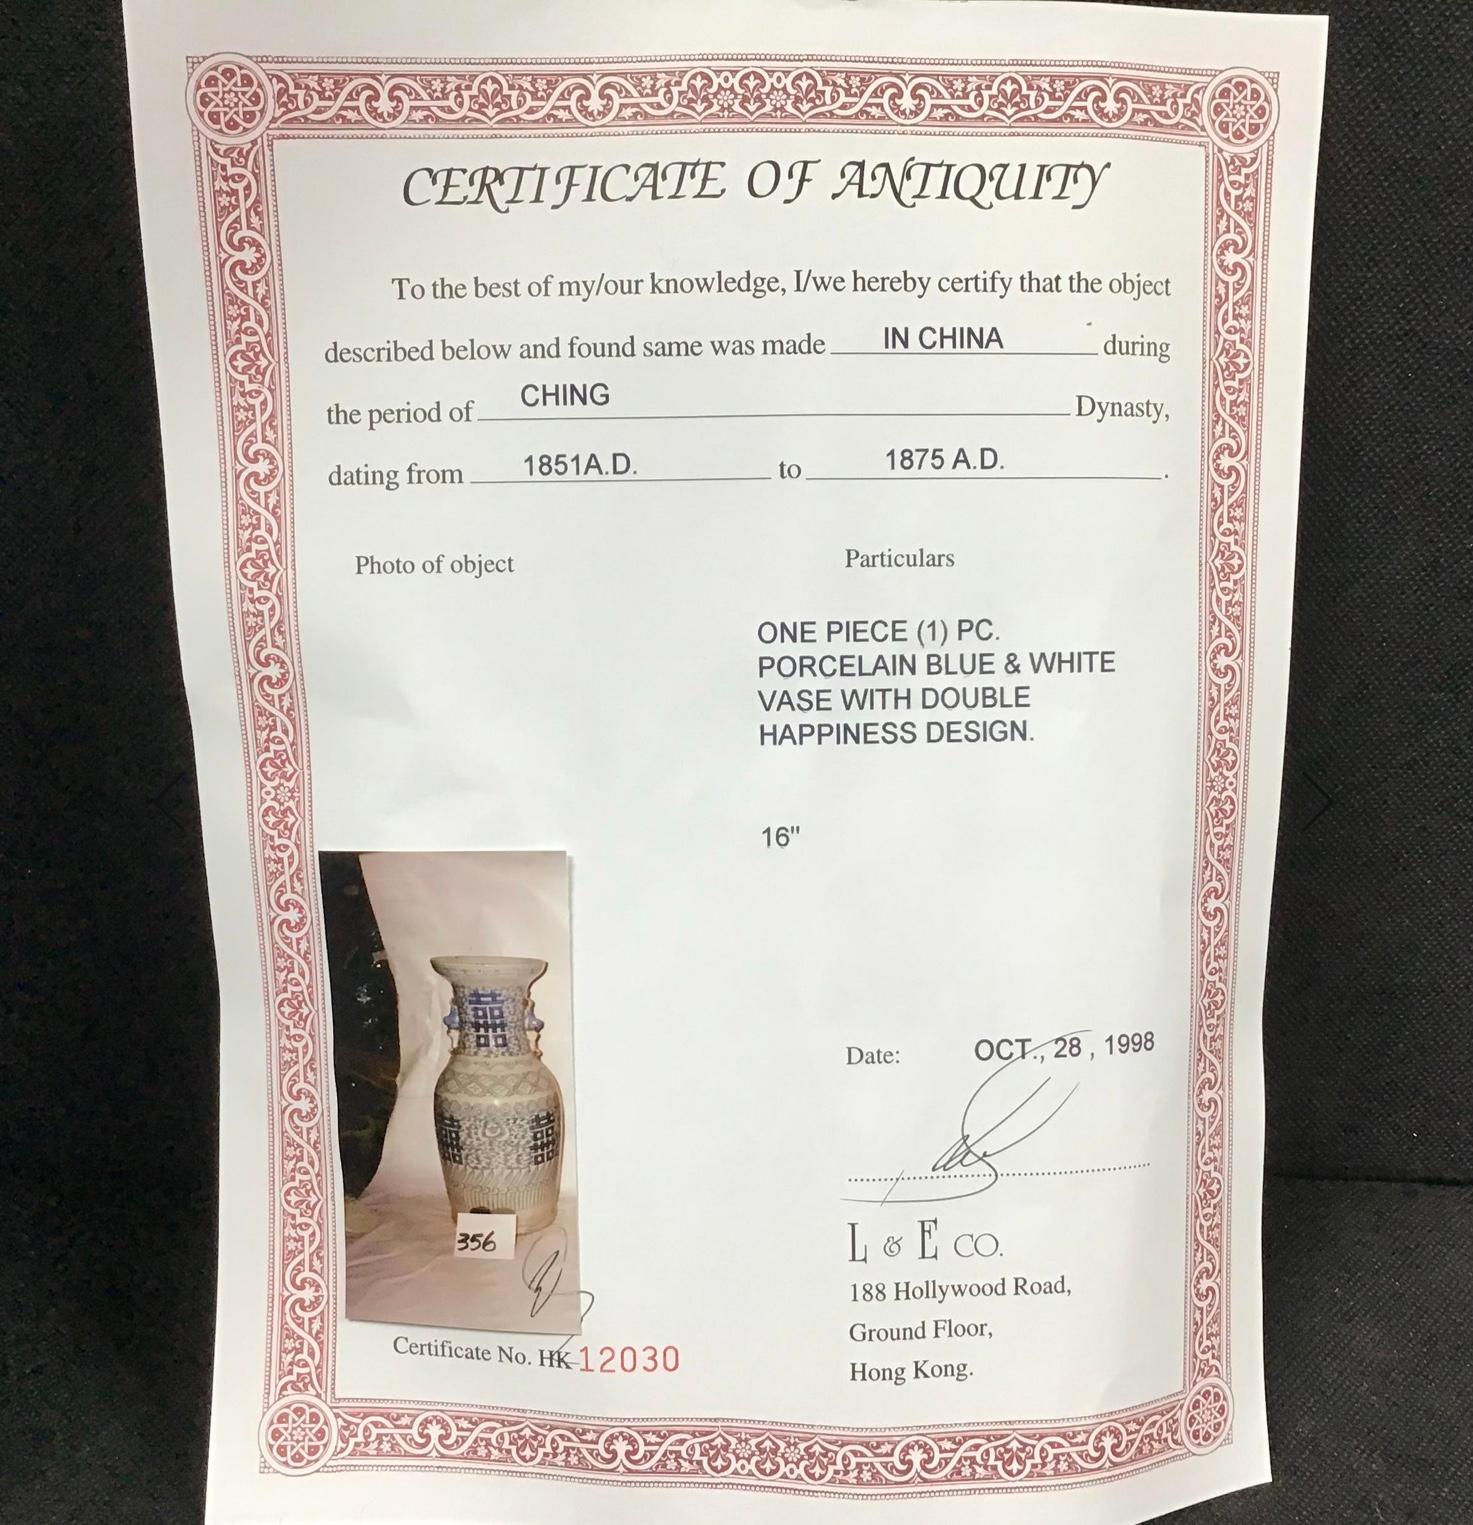 CERTIFICATE OF ANTIQUITY
To the best of my/our knowledge, I/we hereby certify that the object
described below and found same was made IN CHINA during
the period of CHING Dynasty,
dating from 1851A.D. to 1875 A.D..
Photo of object
Particulars
ONE PIECE (1) PC.
PORCELAIN BLUE & WHITE
VASE WITH DOUBLE
HAPPINESS DESIGN.
16"
囍
囍 囍
356
Date: OCT., 28 , 1998
L & E CO.
188 Hollywood Road,
Ground Floor,
Hong Kong.
Certificate No. HK 12030